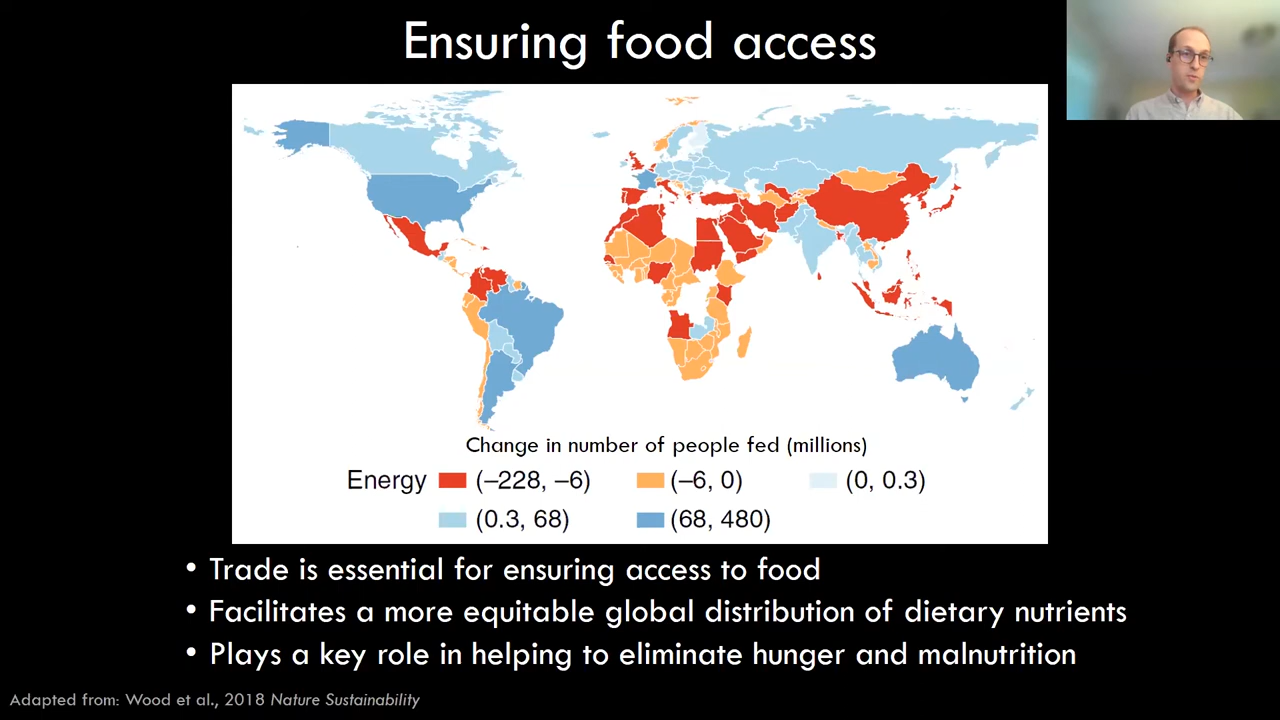 Ensuring food access
Change in number of people fed (millions)
Energy (–228, –6) (–6, 0) (0, 0.3)
(0.3, 68) (68, 480)
• Trade is essential for ensuring access to food
• Facilitates a more equitable global distribution of dietary nutrients
• Plays a key role in helping to eliminate hunger and malnutrition
Adapted from: Wood et al., 2018 Nature Sustainability